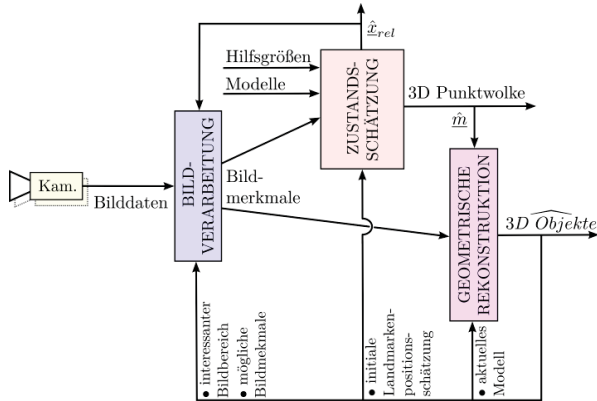 x̂_rel
Hilfsgrößen
Modelle
ZUSTANDS-
SCHÄTZUNG
3D Punktwolke
m̂
BILD-
VERARBEITUNG
Kam.
Bilddaten
Bild-
merkmale
GEOMETRISCHE
REKONSTRUKTION
3D Objekte
• interessanter
Bildbereich
• mögliche
Bildmekmale
• initiale
Landmarken-
positions-
schätzung
• aktuelles
Modell